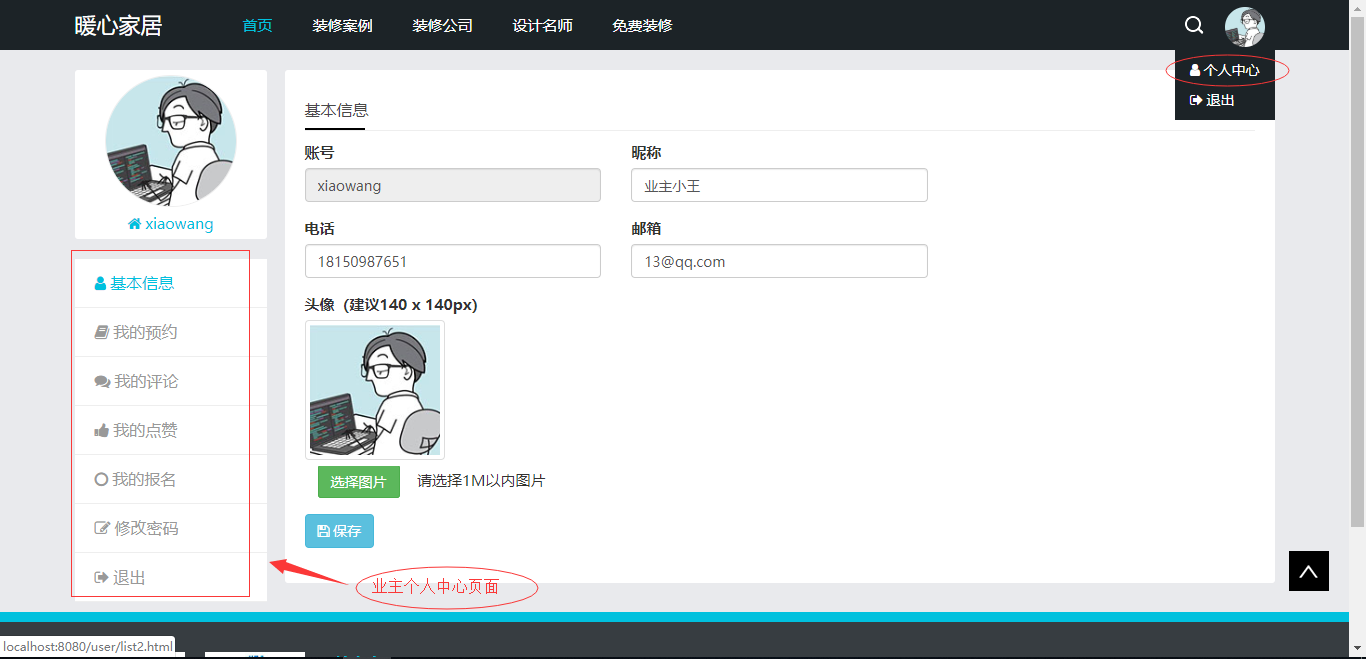 暖心家居 首页 装修案例 装修公司 设计名师 免费装修
个人中心
退出
xiaowang
基本信息
我的预约
我的评论
我的点赞
我的报名
修改密码
退出
基本信息
账号 昵称
xiaowang 业主小王
电话 邮箱
18150987651 13@qq.com
头像（建议140 x 140px）
选择图片 请选择1M以内图片
保存
业主个人中心页面
localhost:8080/user/list2.html